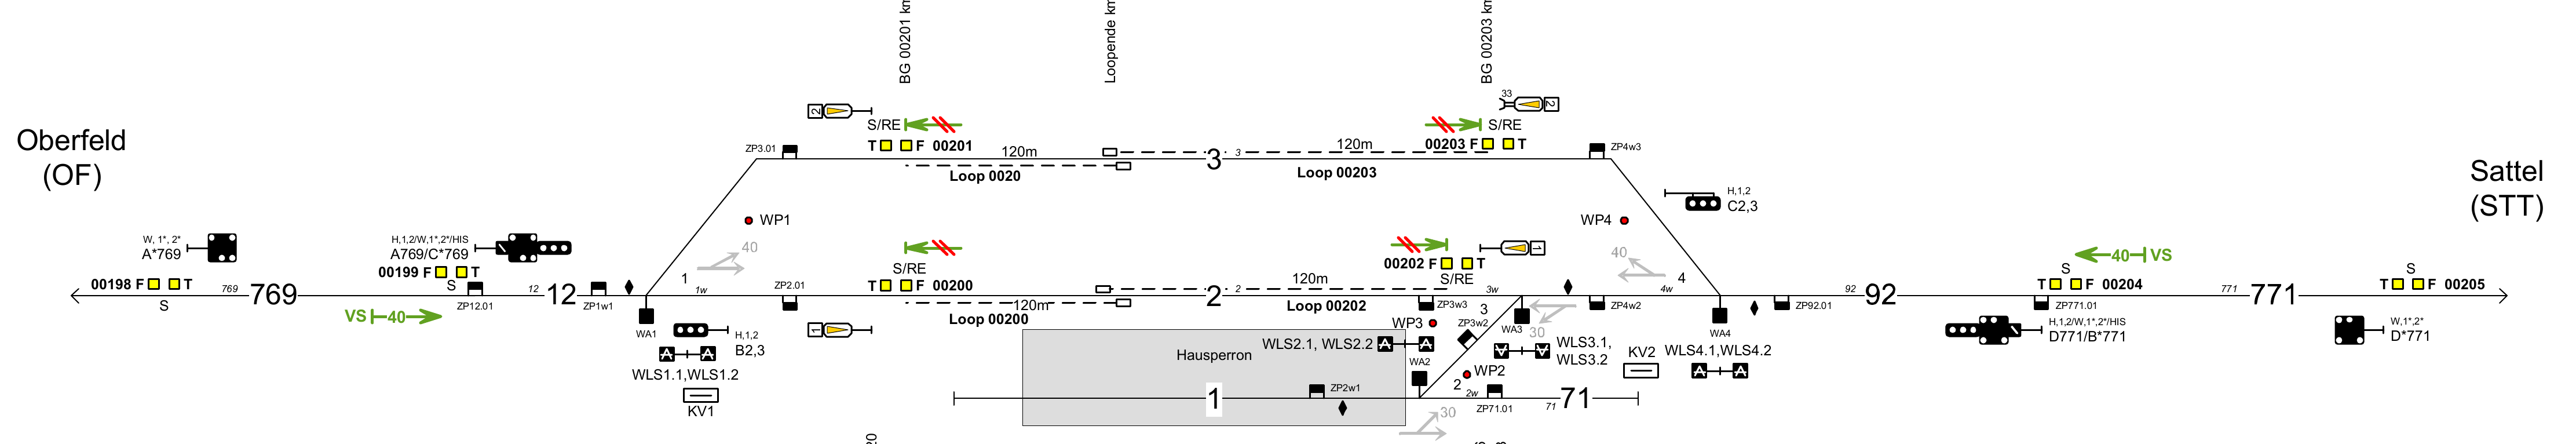 BG 00201 km
Loopende km
BG 00203 km
Oberfeld
(OF)
Sattel
(STT)
2
S/RE
T F 00201
33
2
S/RE
00203 F T
ZP3.01
120m
3
3
120m
Loop 0020
Loop 00203
ZP4w3
H,1,2
C2,3
WP1
WP4
W, 1*, 2*
A*769
H,1,2/W,1*,2*/HIS
A769/C*769
00198 F T
S
00199 F T
S
40
S/RE
T F 00200
1
00202 F T
S/RE
40
40 VS
S
T F 00204
S
T F 00205
769
769
ZP12.01
12
12
ZP1w1
1
1w
ZP2.01
120m
2
2
120m
Loop 00200
Loop 00202
ZP3w3
3w
3
ZP4w2
4w
4
ZP92.01
92
92
ZP771.01
771
771
VS 40
WA1
H,1,2
B2,3
WLS1.1,WLS1.2
KV1
1
Hausperron
WLS2.1, WLS2.2
WP3
ZP3w2
WA2
WA3
30
WLS3.1,
WLS3.2
KV2
WA4
WLS4.1,WLS4.2
H,1,2/W,1*,2*/HIS
D771/B*771
W,1*,2*
D*771
WP2
1
ZP2w1
2
2w
ZP71.01
71
71
30